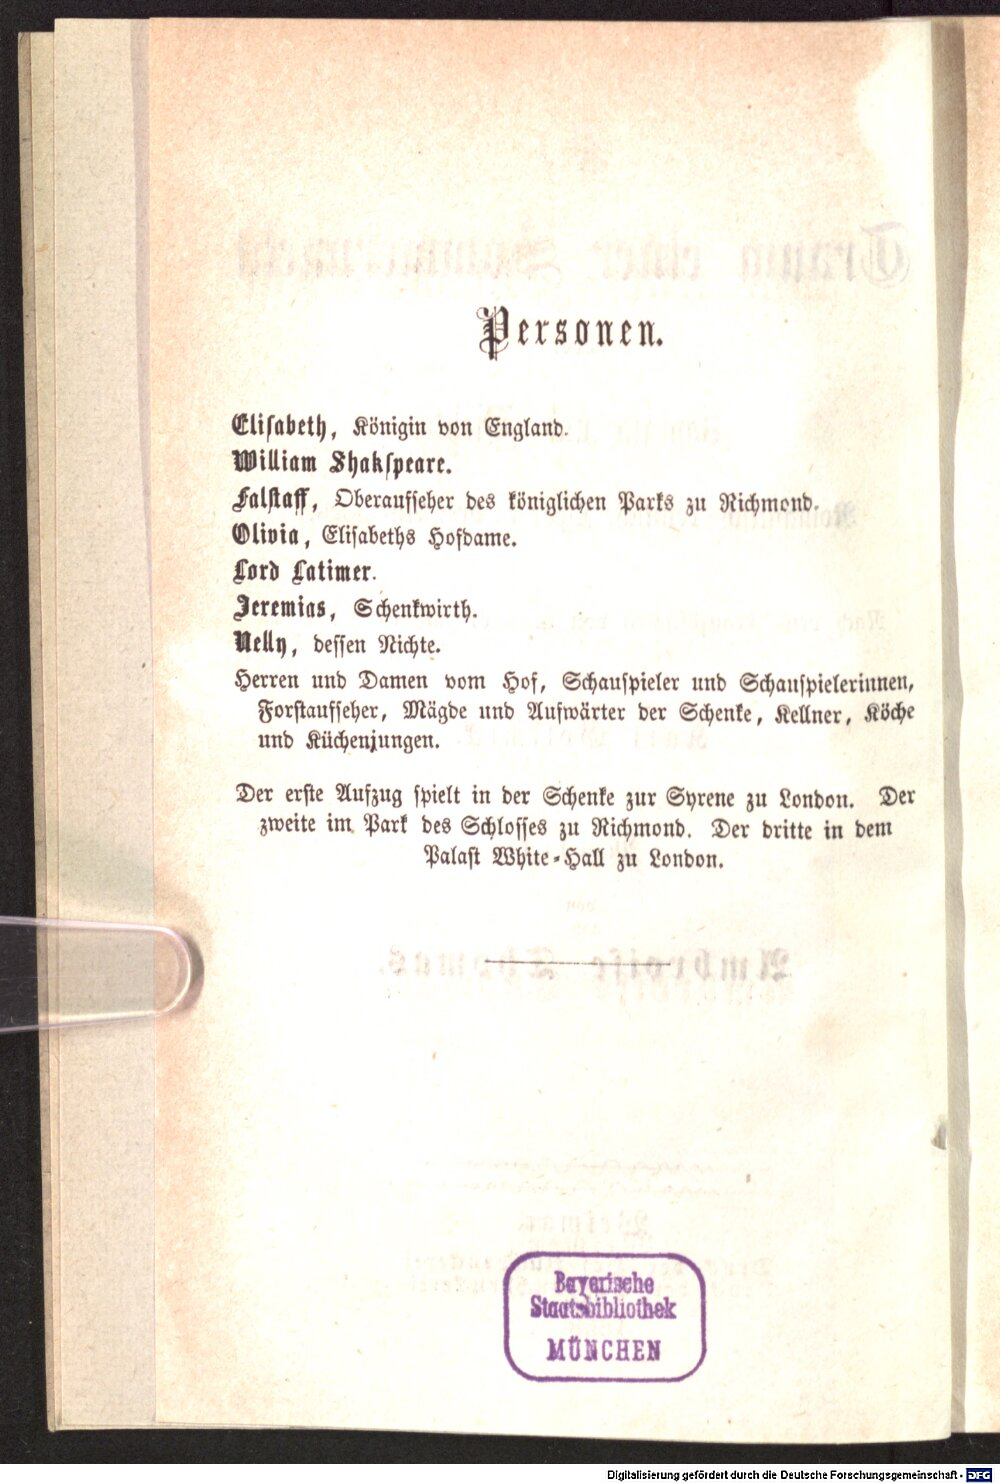 Personen.
Elisabeth, Königin von England.
William Shakspeare.
Falstaff, Oberaufseher des königlichen Parks zu Richmond.
Olivia, Elisabeths Hofdame.
Lord Latimer.
Jeremias, Schenkwirth.
Nelly, dessen Nichte.
Herren und Damen vom Hof, Schauspieler und Schauspielerinnen,
Forstaufseher, Mägde und Aufwärter der Schenke, Kellner, Köche
und Küchenjungen.
Der erste Aufzug spielt in der Schenke zur Syrene zu London. Der
zweite im Park des Schlosses zu Richmond. Der dritte in dem
Palast White-Hall zu London.
Bayerische
Staatsbibliothek
MÜNCHEN
Digitalisierung gefördert durch die Deutsche Forschungsgemeinschaft - DFG